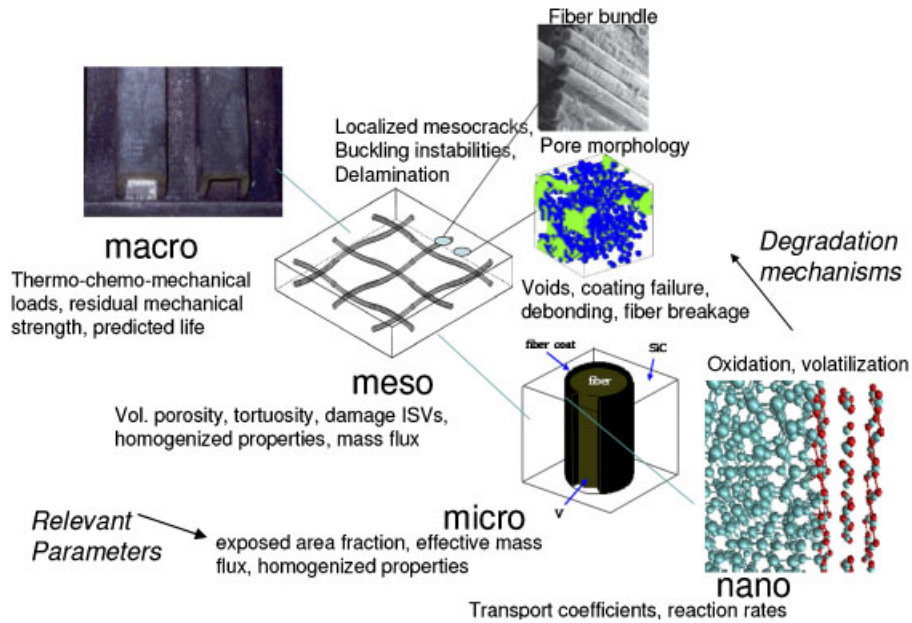 Fiber bundle
Localized mesocracks,
Buckling instabilities,
Delamination
Pore morphology
macro
Thermo-chemo-mechanical
loads, residual mechanical
strength, predicted life
Degradation
mechanisms
Voids, coating failure,
debonding, fiber breakage
meso
Vol. porosity, tortuosity, damage ISVs,
homogenized properties, mass flux
fiber coat
SiC
fiber
V
Oxidation, volatilization
Relevant
Parameters
micro
exposed area fraction, effective mass
flux, homogenized properties
nano
Transport coefficients, reaction rates